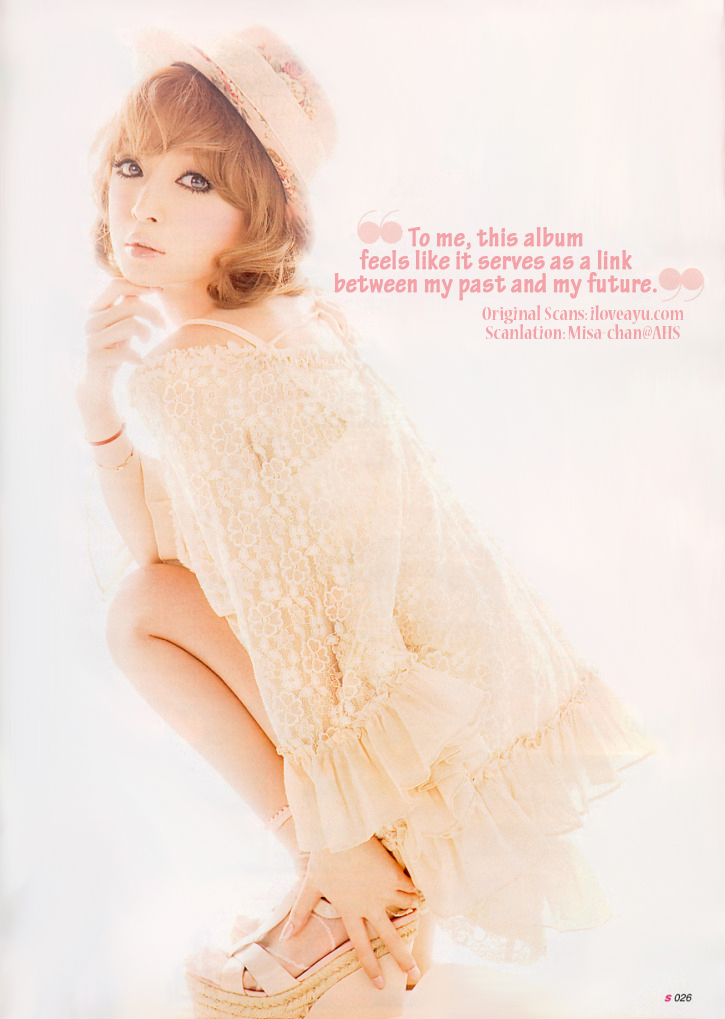 ❝ To me, this album
feels like it serves as a link
between my past and my future.❞
Original Scans: iloveayu.com
Scanlation: Misa-chan@AHS
S 026